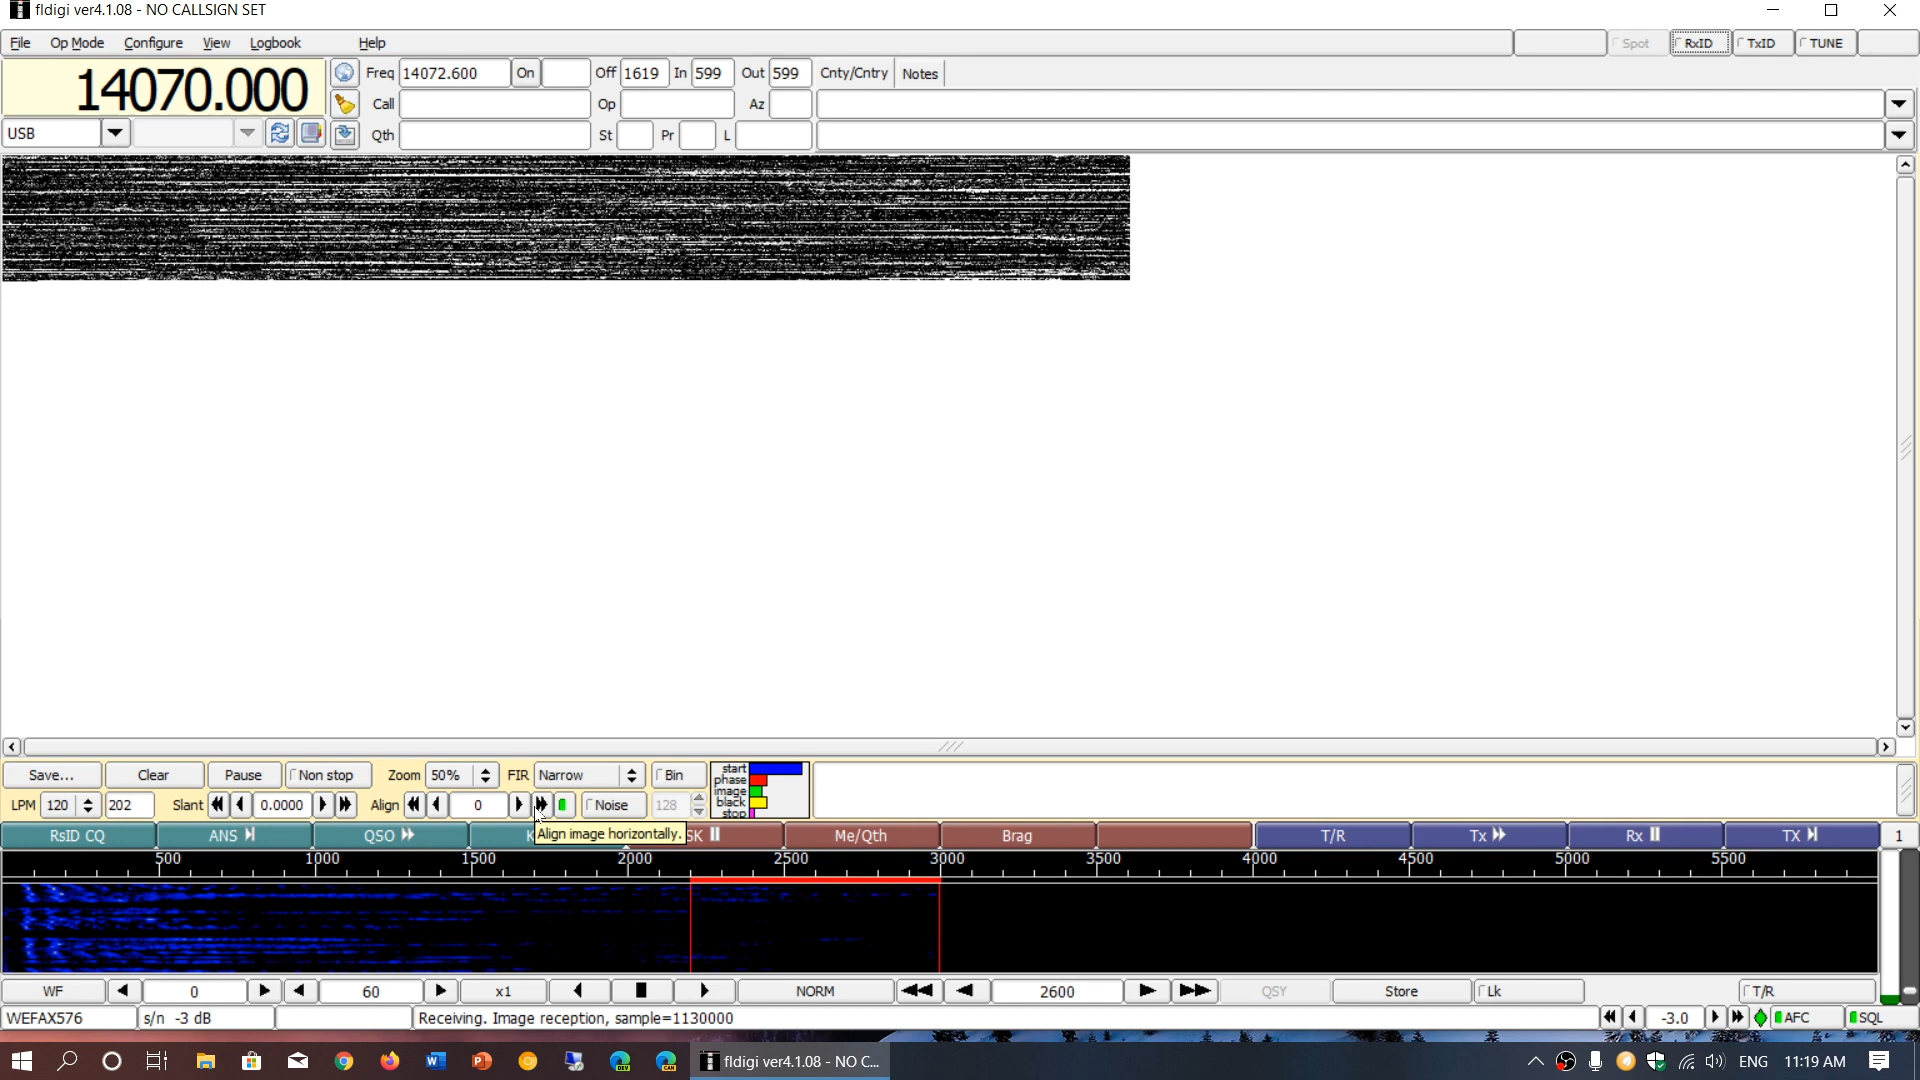 fldigi ver4.1.08 - NO CALLSIGN SET
File Op Mode Configure View Logbook Help Spot RxID TxID TUNE
14070.000 Freq 14072.600 On Off 1619 In 599 Out 599 Cnty/Cntry Notes
Call Op Az
USB Qth St Pr L
Save... Clear Pause Non stop Zoom 50% FIR Narrow Bin
start
phase
image
black
stop
LPM 120 202 Slant 0.0000 Align 0 Noise 128
Align image horizontally.
RsID CQ ANS QSO K SK Me/Qth Brag T/R Tx Rx TX 1
500 1000 1500 2000 2500 3000 3500 4000 4500 5000 5500
WF 0 60 x1 NORM 2600 QSY Store Lk T/R
WEFAX576 s/n -3 dB Receiving. Image reception, sample=1130000 -3.0 AFC SQL
DEV CAN fldigi ver4.1.08 - NO C... ENG 11:19 AM